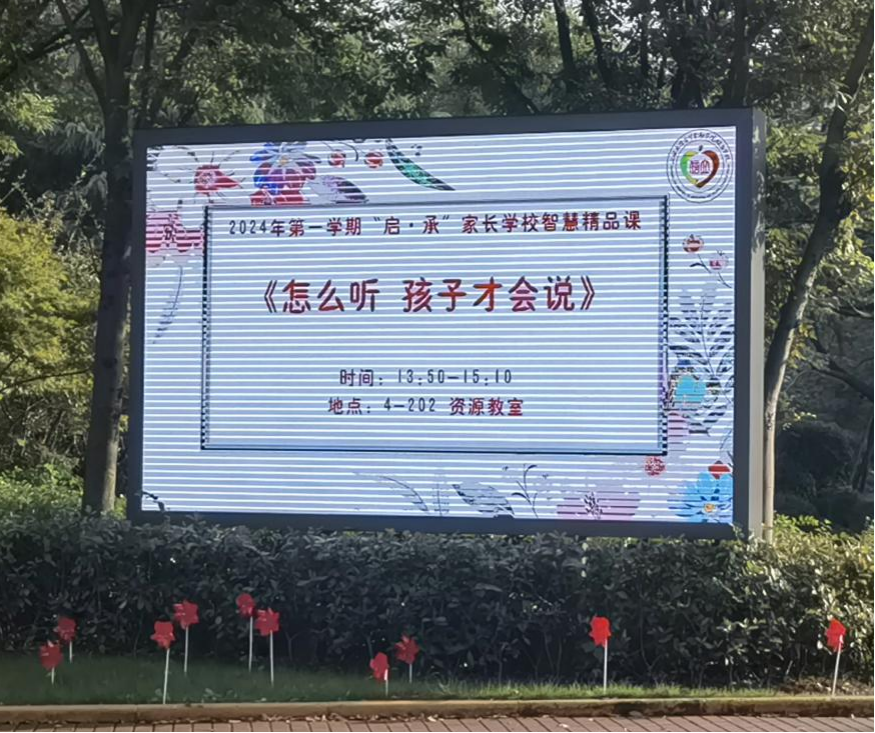 2024年第一学期“启·承”家长学校智慧精品课
《怎么听 孩子才会说》
时间：13:50-15:10
地点：4-202 资源教室